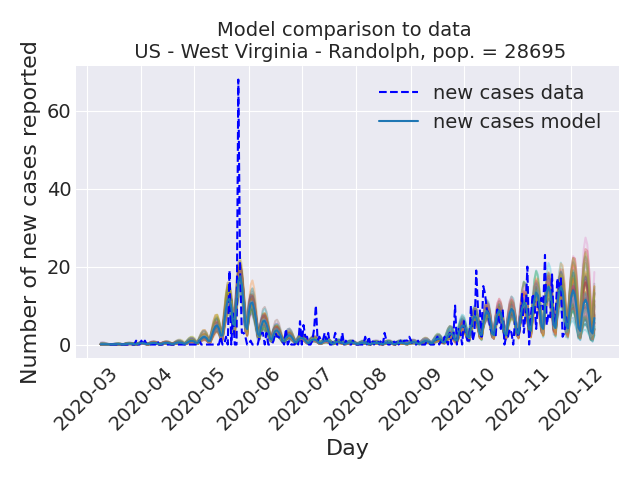 Model comparison to data
US - West Virginia - Randolph, pop. = 28695
new cases data
new cases model
Number of new cases reported
60
40
20
0
2020-03
2020-04
2020-05
2020-06
2020-07
2020-08
2020-09
2020-10
2020-11
2020-12
Day